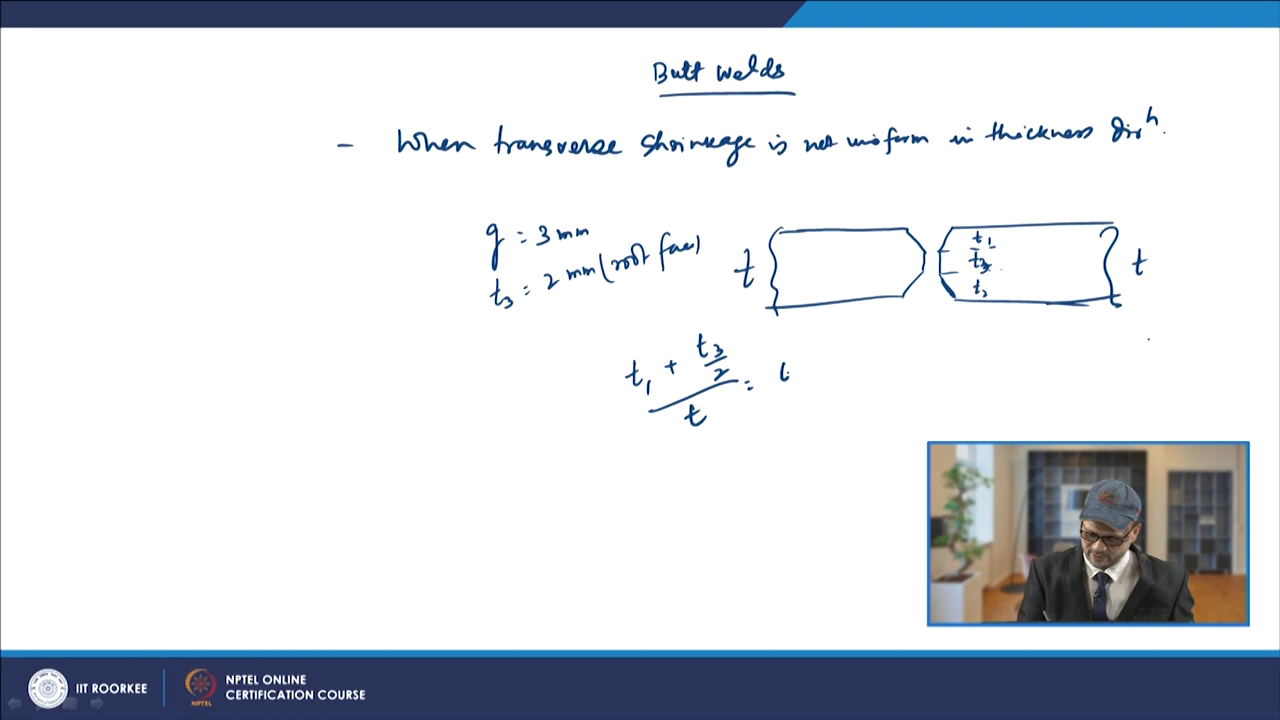 Butt welds
- When transverse shrinkage is not uniform in thickness dirn.
g = 3 mm
t3 = 2 mm (root face)
t t1 t
t3
t2
t1 + t3/2
/ t =
IIT ROORKEE
NPTEL ONLINE
CERTIFICATION COURSE
NPTEL